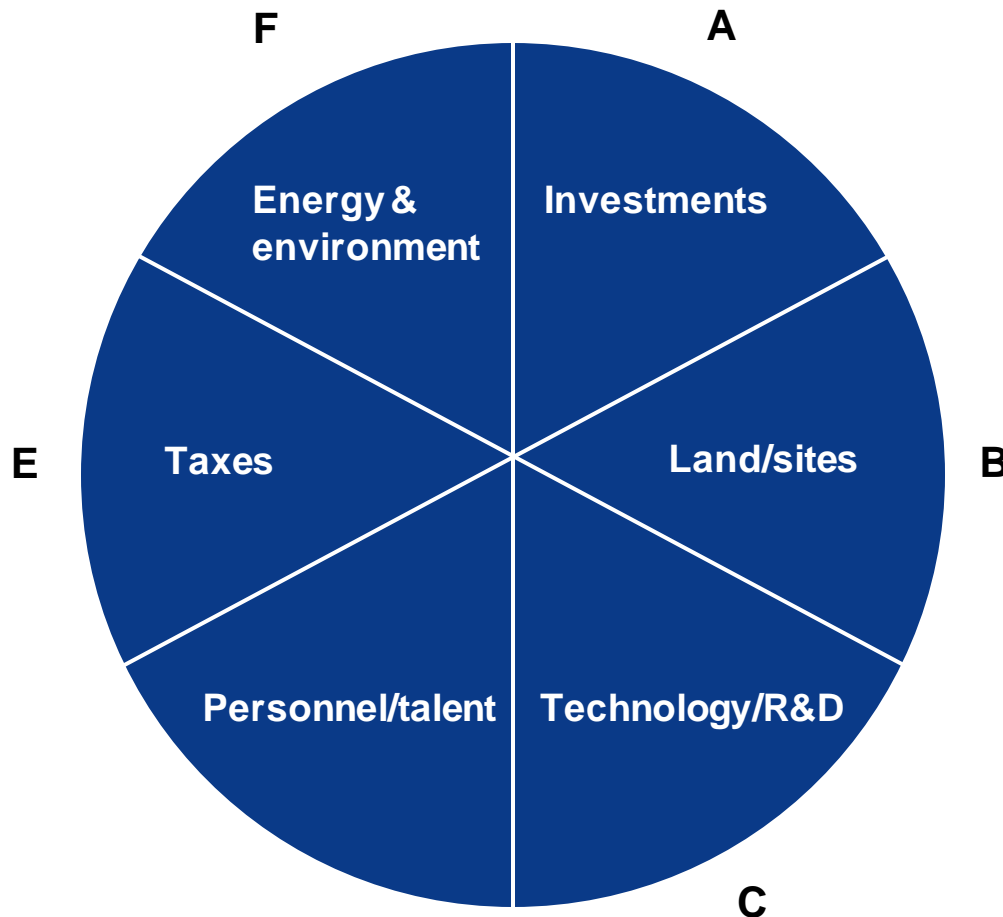 F
A
Energy &
environment
Investments
E
Taxes
Land/sites
B
Personnel/talent
Technology/R&D
C